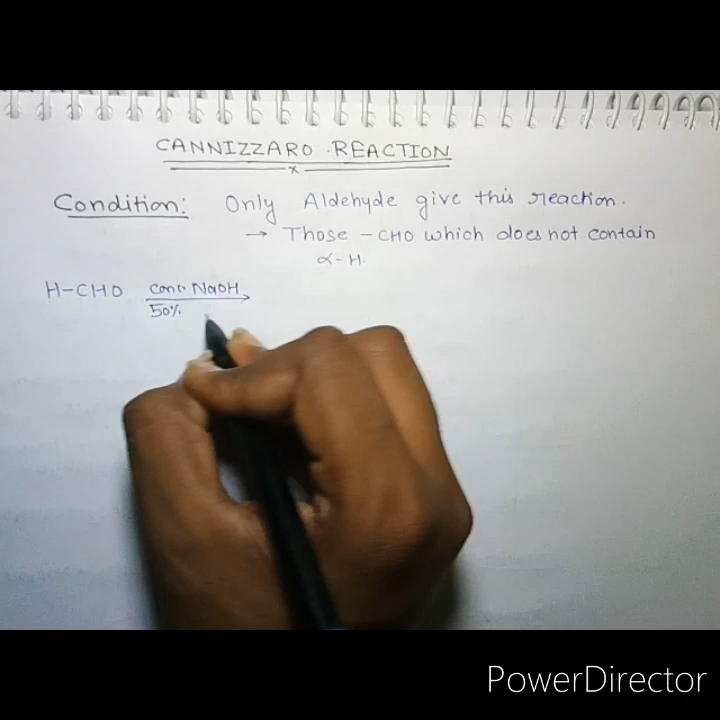 CANNIZZARO REACTION
x
Condition: Only Aldehyde give this reaction.
→ Those -CHO which does not contain
α-H.
H-CHO conc. NaOH
50%
PowerDirector